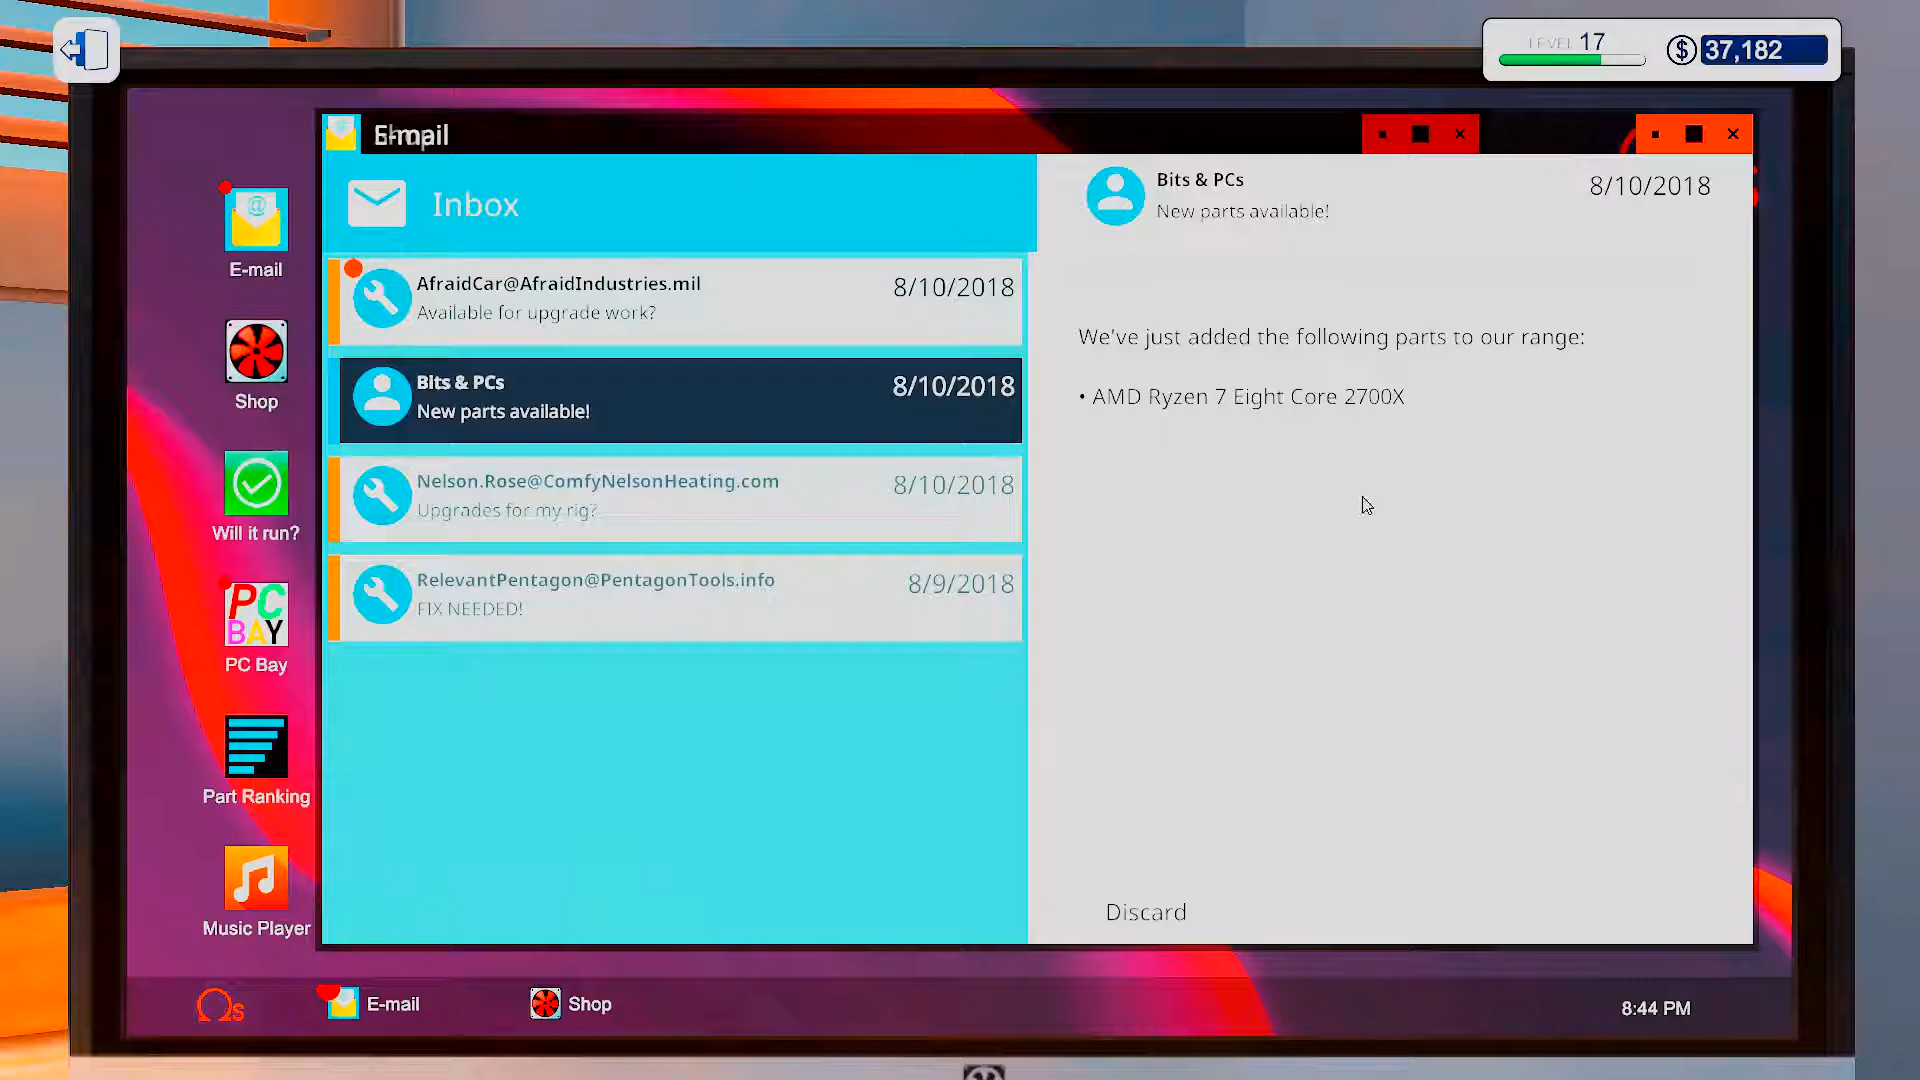 LEVEL 17
$ 37,182
Inbox
AfraidCar@AfraidIndustries.mil
8/10/2018
Available for upgrade work?
Bits & PCs
8/10/2018
New parts available!
Nelson.Rose@ComfyNelsonHeating.com
8/10/2018
Upgrades for my rig?
RelevantPentagon@PentagonTools.info
8/9/2018
FIX NEEDED!
Bits & PCs
8/10/2018
New parts available!
We've just added the following parts to our range:
• AMD Ryzen 7 Eight Core 2700X
Discard
E-mail
Shop
Will it run?
PC
BAY
PC Bay
Part Ranking
Music Player
Ωs
E-mail
Shop
8:44 PM